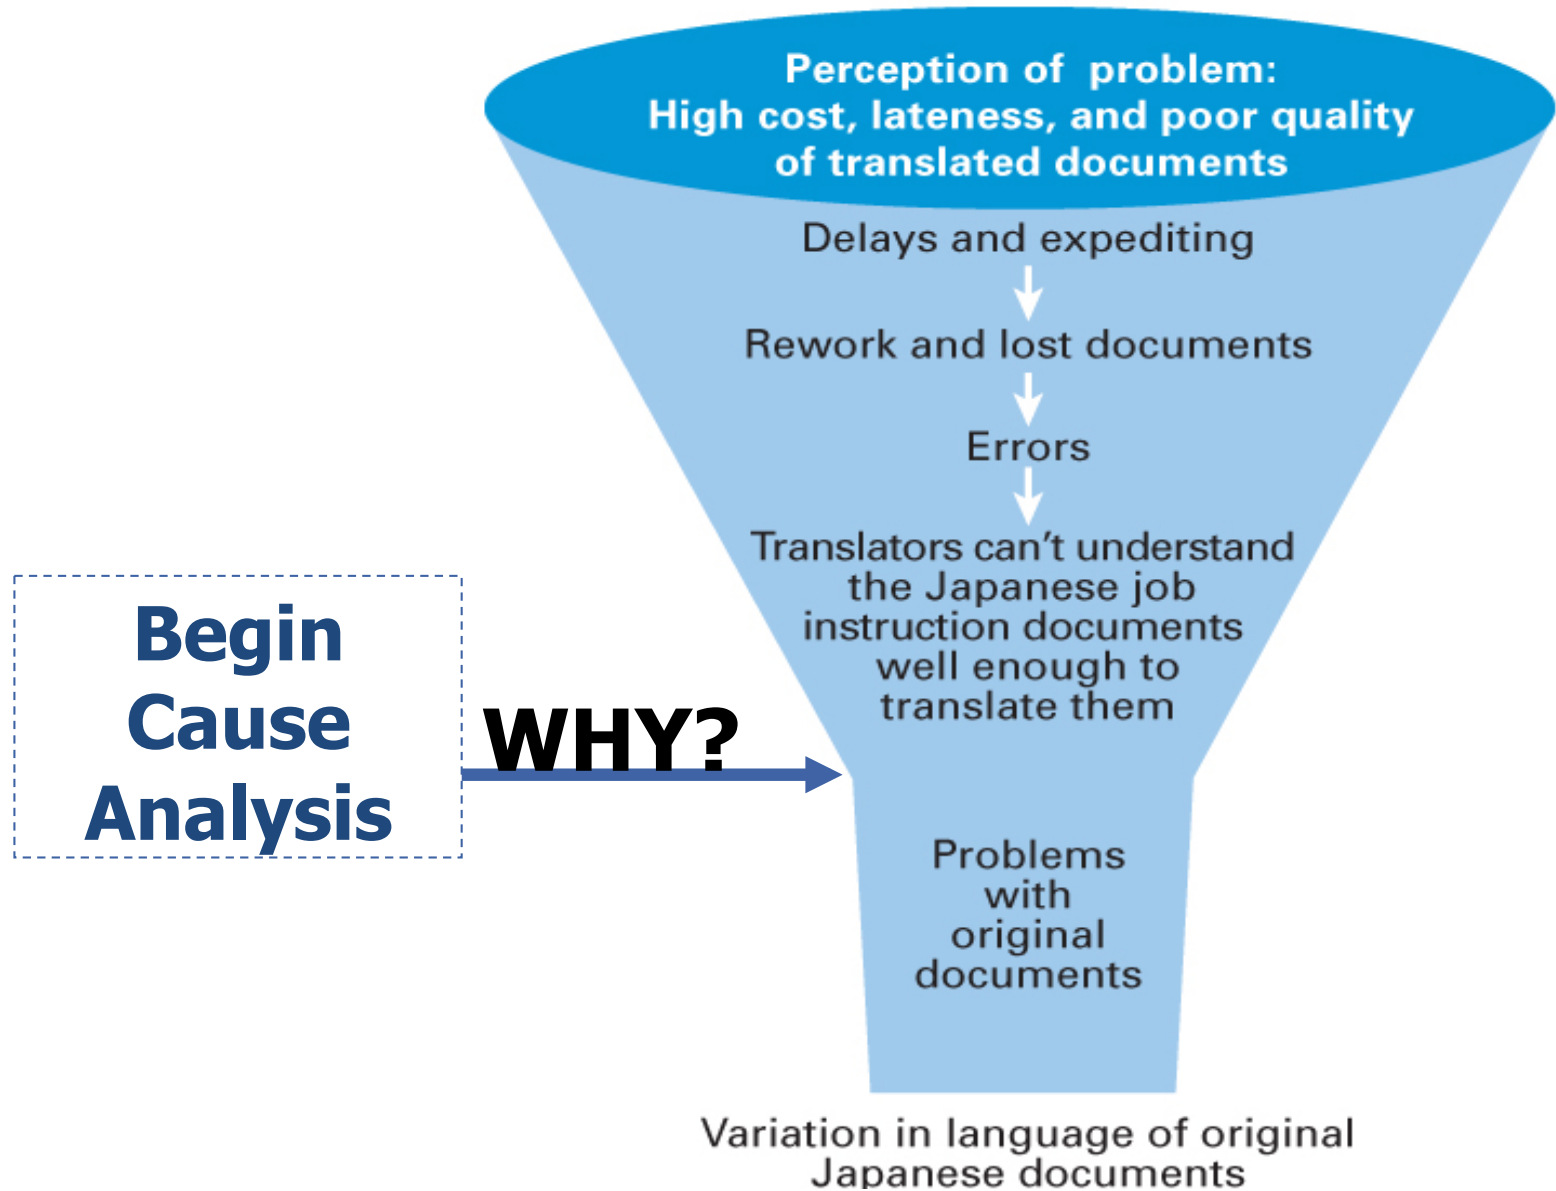 Perception of problem:
High cost, lateness, and poor quality
of translated documents
Delays and expediting
Rework and lost documents
Errors
Translators can't understand
the Japanese job
instruction documents
well enough to
translate them
Begin
Cause
Analysis
WHY?
Problems
with
original
documents
Variation in language of original
Japanese documents